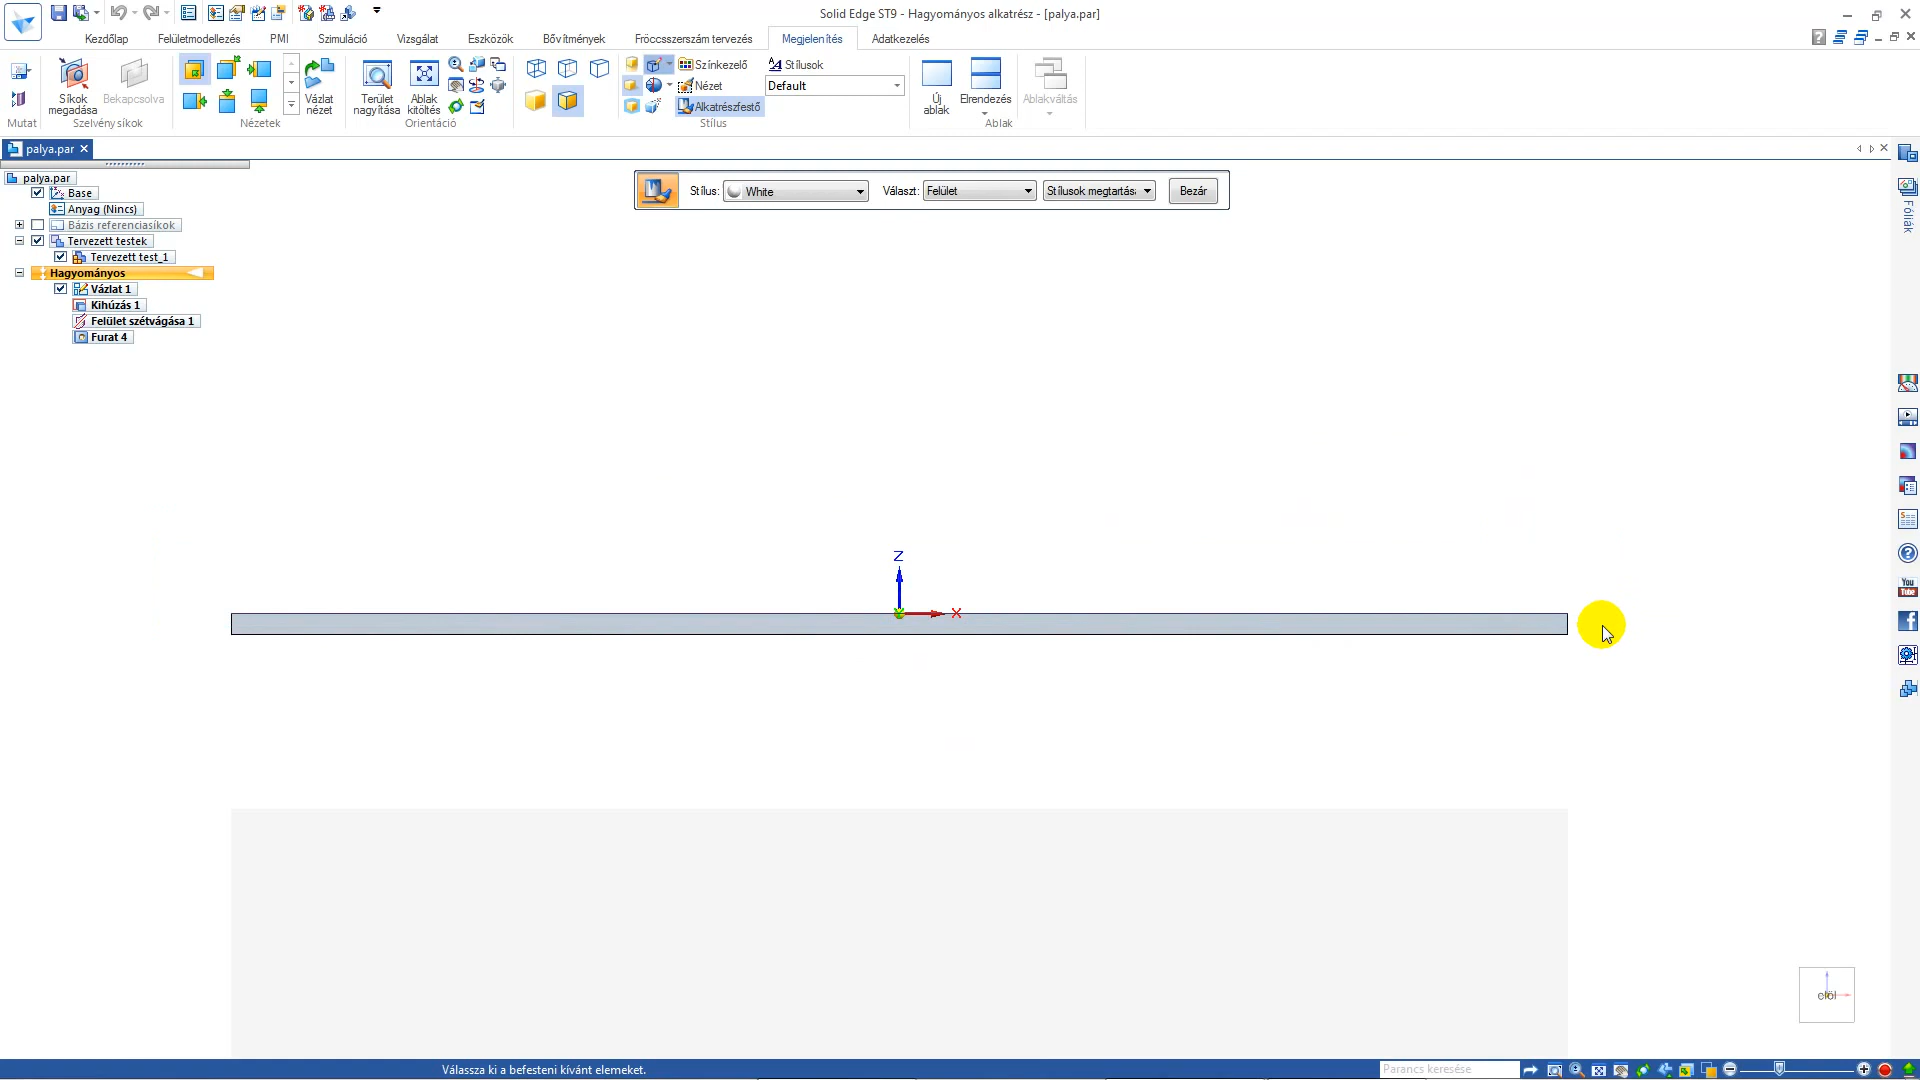 Solid Edge ST9 - Hagyományos alkatrész - [palya.par]
Kezdőlap Felületmodellezés PMI Szimuláció Vizsgálat Eszközök Bővítmények Fröccsszerszám tervezés Megjelenítés Adatkezelés
Síkok megadása
Bekapcsolva
Vázlat nézet
Terület nagyítása
Ablak kitöltés
Színkezelő
Stílusok
Nézet
Default
Alkatrészfestő
Új ablak
Elrendezés
Ablakváltás
Mutat Szelvény síkok Nézetek Orientáció Stílus Ablak
palya.par
palya.par
Base
Anyag (Nincs)
Bázis referenciasíkok
Tervezett testek
Tervezett test_1
Hagyományos
Vázlat 1
Kihúzás 1
Felület szétvágása 1
Furat 4
Stílus: White Választ: Felület Stílusok megtartás Bezár
Fóliák
You Tube
Z
X
elöl
Válassza ki a befesteni kívánt elemeket.
Parancs keresése